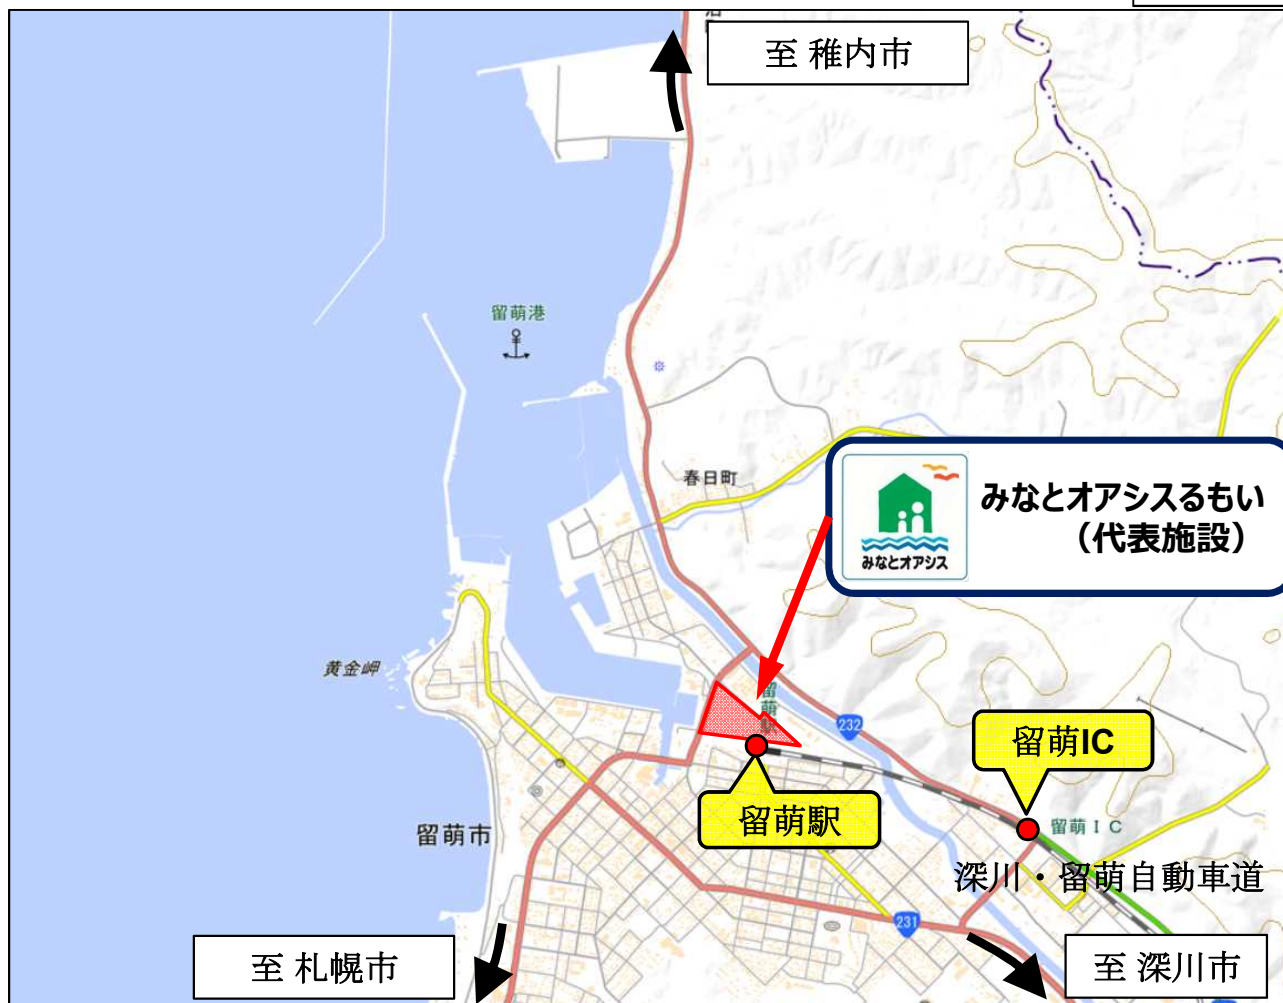 至 稚内市
留萌港
春日町
みなとオアシスるもい
（代表施設）
みなとオアシス
黄金岬
留萌駅
232
留萌IC
留萌駅
留萌ＩＣ
留萌市
深川・留萌自動車道
231
至 札幌市
至 深川市